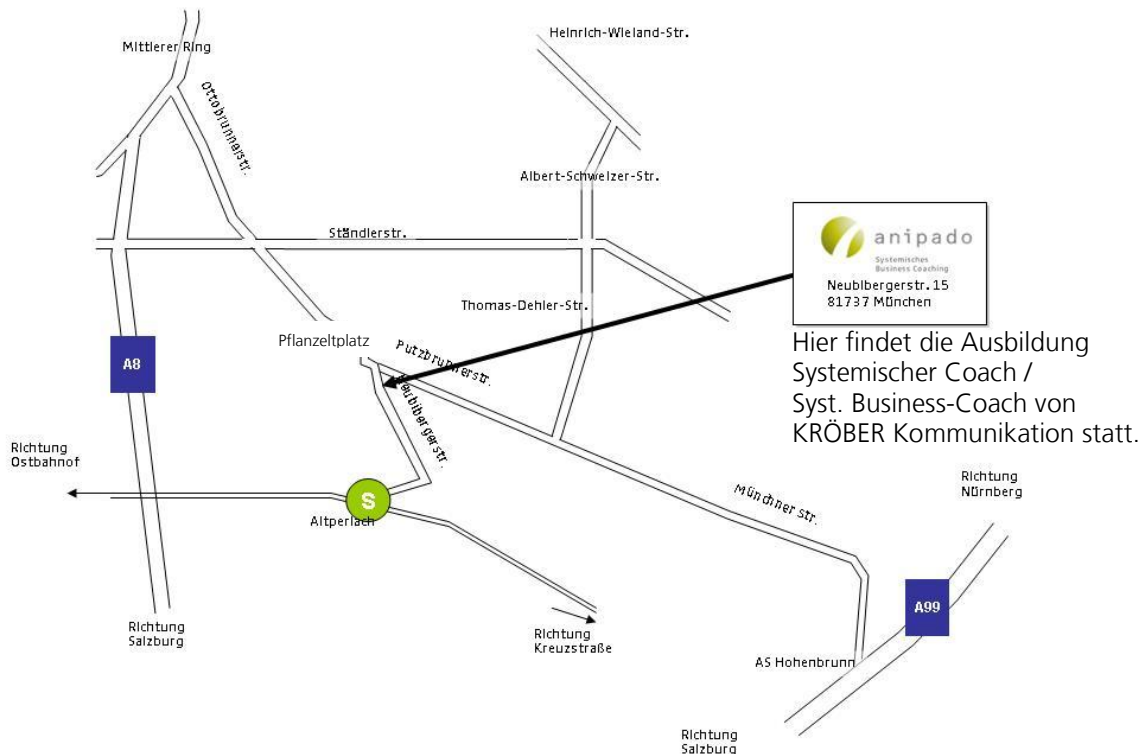 Heinrich-Wieland-Str.
Mittlerer Ring
Ottobrunnerstr.
Albert-Schweizer-Str.
Ständlerstr.
anipado
Systemisches
Business Coaching
Neubibergerstr. 15
81737 München
Thomas-Dehler-Str.
Pflanzeltplatz
Putzbrunnerstr.
Hier findet die Ausbildung
Systemischer Coach /
Syst. Business-Coach von
KRÖBER Kommunikation statt.
A8
Neubibergerstr.
Richtung
Ostbahnof
S
Altperlach
Münchner str.
Richtung
Nürnberg
A99
Richtung
Salzburg
Richtung
Kreuzstraße
AS Hohenbrunn
Richtung
Salzburg